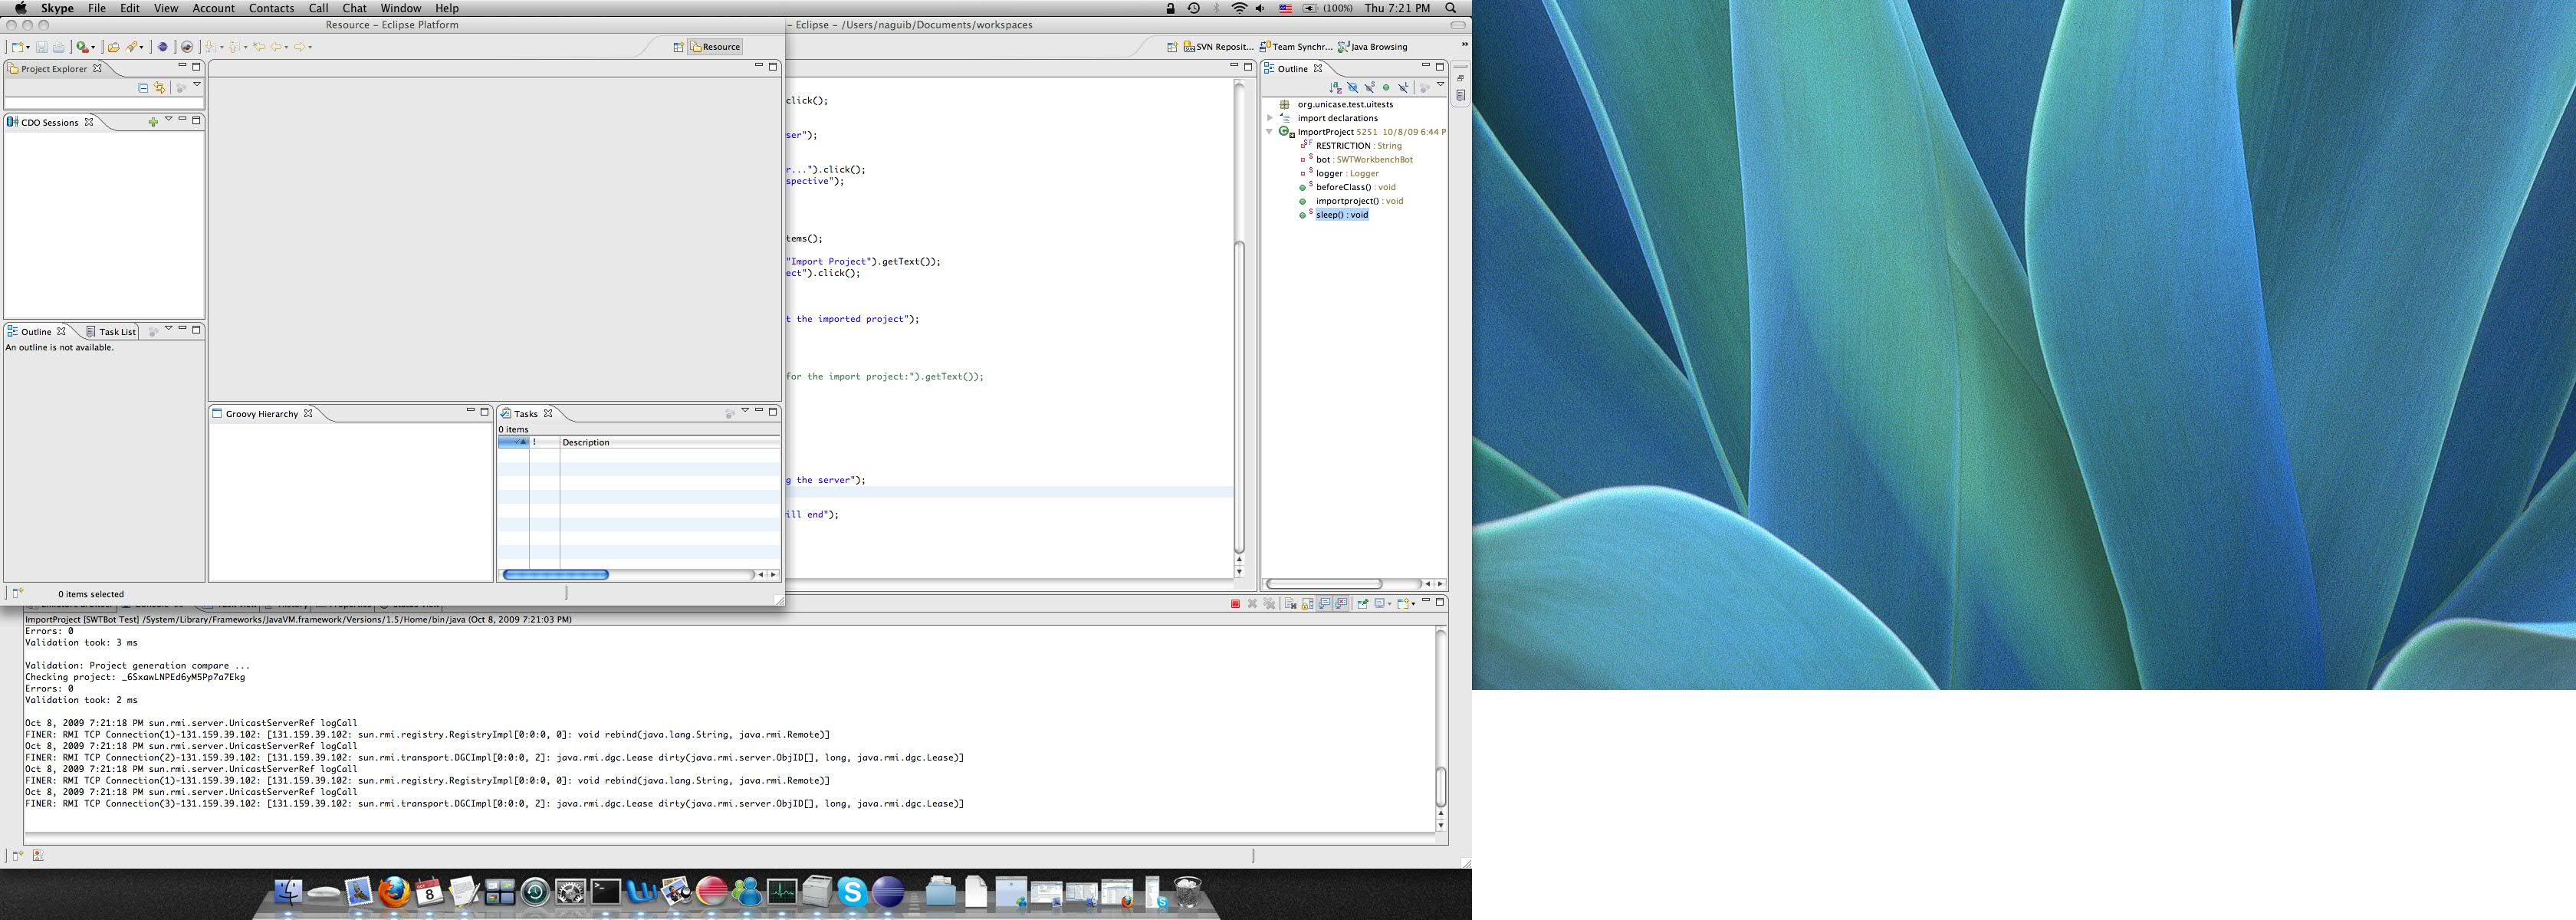 Skype File Edit View Account Contacts Call Chat Window Help
(100%) Thu 7:21 PM
Resource – Eclipse Platform
– Eclipse – /Users/naguib/Documents/workspaces
Resource
SVN Reposit... Team Synchr... Java Browsing
Project Explorer
CDO Sessions
Outline Task List
An outline is not available.
Groovy Hierarchy
Tasks
0 items
! Description
0 items selected
click();
ser");
r...").click();
spective");
tems();
"Import Project").getText());
ect").click();
t the imported project");
for the import project:").getText());
g the server");
ill end");
Outline
org.unicase.test.uitests
import declarations
ImportProject 5251 10/8/09 6:44 P
RESTRICTION : String
bot : SWTWorkbenchBot
logger : Logger
beforeClass() : void
importproject() : void
sleep() : void
ImportProject [SWTBot Test] /System/Library/Frameworks/JavaVM.framework/Versions/1.5/Home/bin/java (Oct 8, 2009 7:21:03 PM)
Errors: 0
Validation took: 3 ms
Validation: Project generation compare ...
Checking project: _6SxawLNPEd6yM5Pp7a7Ekg
Errors: 0
Validation took: 2 ms
Oct 8, 2009 7:21:18 PM sun.rmi.server.UnicastServerRef logCall
FINER: RMI TCP Connection(1)-131.159.39.102: [131.159.39.102: sun.rmi.registry.RegistryImpl[0:0:0, 0]: void rebind(java.lang.String, java.rmi.Remote)]
Oct 8, 2009 7:21:18 PM sun.rmi.server.UnicastServerRef logCall
FINER: RMI TCP Connection(2)-131.159.39.102: [131.159.39.102: sun.rmi.transport.DGCImpl[0:0:0, 2]: java.rmi.dgc.Lease dirty(java.rmi.server.ObjID[], long, java.rmi.dgc.Lease)]
Oct 8, 2009 7:21:18 PM sun.rmi.server.UnicastServerRef logCall
FINER: RMI TCP Connection(1)-131.159.39.102: [131.159.39.102: sun.rmi.registry.RegistryImpl[0:0:0, 0]: void rebind(java.lang.String, java.rmi.Remote)]
Oct 8, 2009 7:21:18 PM sun.rmi.server.UnicastServerRef logCall
FINER: RMI TCP Connection(3)-131.159.39.102: [131.159.39.102: sun.rmi.transport.DGCImpl[0:0:0, 2]: java.rmi.dgc.Lease dirty(java.rmi.server.ObjID[], long, java.rmi.dgc.Lease)]
8